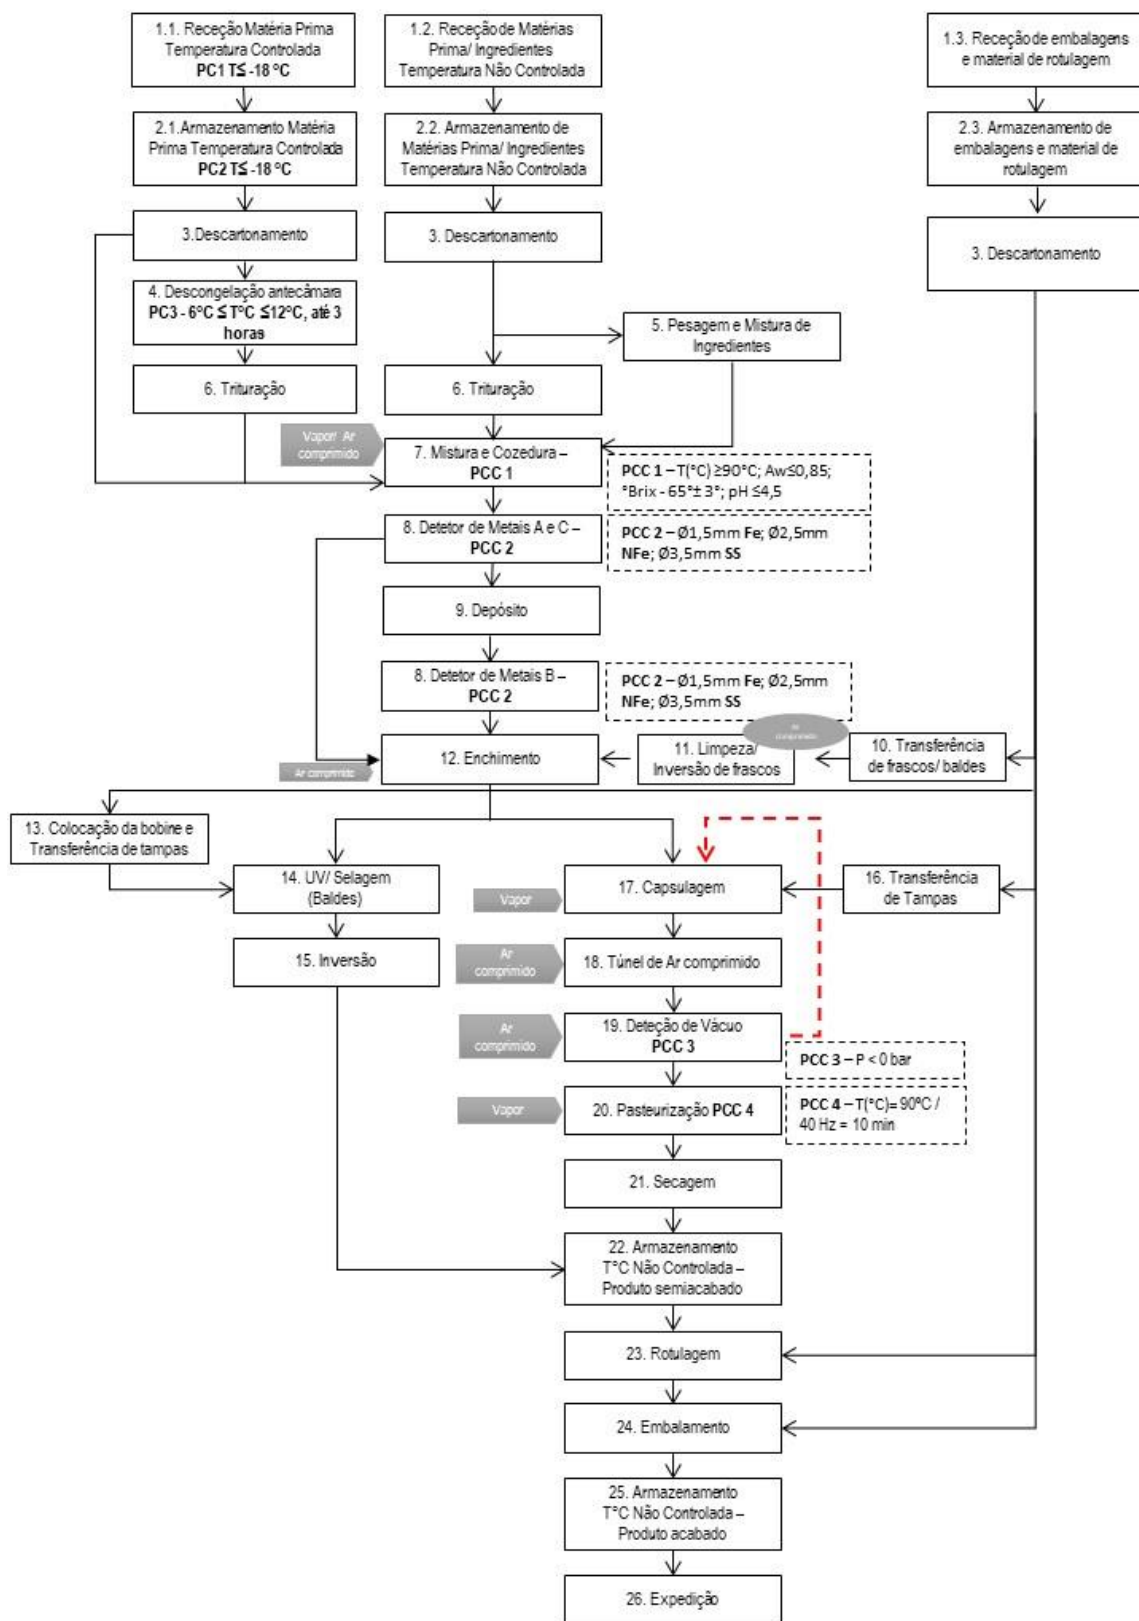 1.1. Receção Matéria Prima
Temperatura Controlada
PC1 T≤ -18 °C
1.2. Receção de Matérias
Prima/ Ingredientes
Temperatura Não Controlada
1.3. Receção de embalagens
e material de rotulagem
2.1.Armazenamento Matéria
Prima Temperatura Controlada
PC2 T≤ -18 °C
2.2. Armazenamento de
Matérias Prima/ Ingredientes
Temperatura Não Controlada
2.3. Armazenamento de
embalagens e material de
rotulagem
3.Descartonamento
3. Descartonamento
3. Descartonamento
4. Descongelação antecâmara
PC3 - 6°C ≤ T°C ≤12°C, até 3
horas
5. Pesagem e Mistura de
Ingredientes
6. Trituração
6. Trituração
Vapor/ Ar
comprimido
7. Mistura e Cozedura –
PCC 1
PCC 1 – T(°C) ≥90°C; Aw≤0,85;
°Brix - 65°± 3°; pH ≤4,5
8. Detetor de Metais A e C –
PCC 2
PCC 2 – Ø1,5mm Fe; Ø2,5mm
NFe; Ø3,5mm SS
9. Depósito
8. Detetor de Metais B –
PCC 2
PCC 2 – Ø1,5mm Fe; Ø2,5mm
NFe; Ø3,5mm SS
Ar
comprimido
Ar comprimido
12. Enchimento
11. Limpeza/
Inversão de frascos
10. Transferência
de frascos/ baldes
13. Colocação da bobine e
Transferência de tampas
14. UV/ Selagem
(Baldes)
Vapor
17. Capsulagem
16. Transferência
de Tampas
15. Inversão
Ar
comprimido
18. Túnel de Ar comprimido
Ar
comprimido
19. Deteção de Vácuo
PCC 3
PCC 3 – P < 0 bar
Vapor
20. Pasteurização PCC 4
PCC 4 – T(°C)= 90ºC /
40 Hz = 10 min
21. Secagem
22. Armazenamento
T°C Não Controlada –
Produto semiacabado
23. Rotulagem
24. Embalamento
25. Armazenamento
T°C Não Controlada –
Produto acabado
26. Expedição